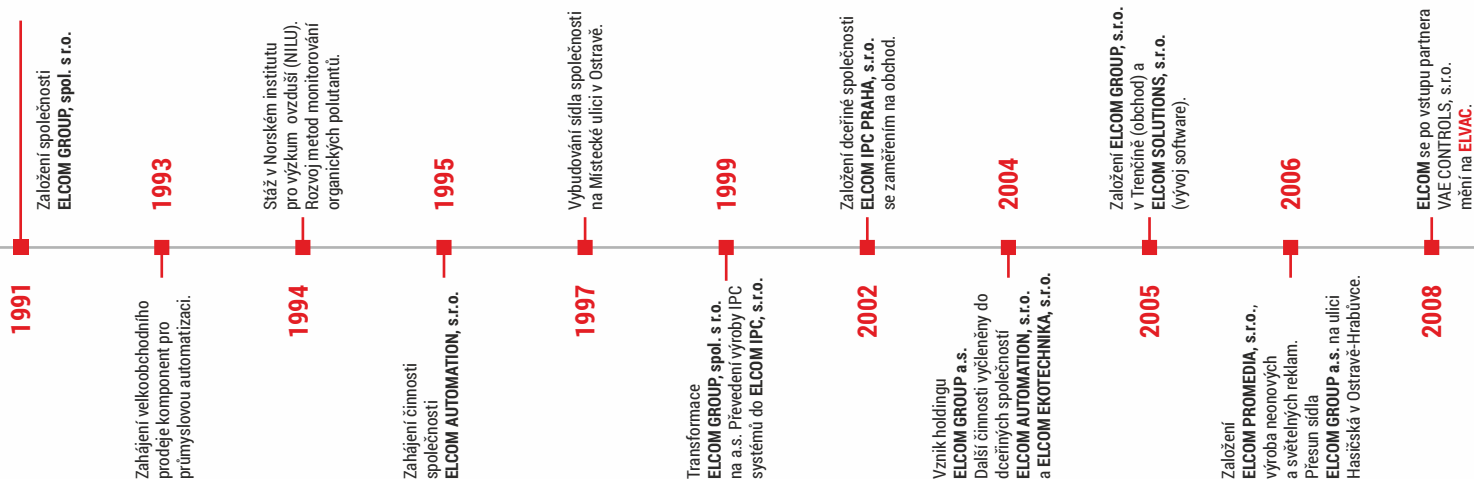 1991
Založení společnosti
ELCOM GROUP, spol. s r.o.
1993
Zahájení velkoobchodního
prodeje komponent pro
průmyslovou automatizaci.
1994
Stáž v Norském institutu
pro výzkum ovzduší (NILU).
Rozvoj metod monitorování
organických polutantů.
1995
Zahájení činnosti
společnosti
ELCOM AUTOMATION, s.r.o.
1997
Vybudování sídla společnosti
na Místecké ulici v Ostravě.
1999
Transformace
ELCOM GROUP, spol. s r.o.
na a.s. Převedení výroby IPC
systémů do ELCOM IPC, s.r.o.
2002
Založení dceřiné společnosti
ELCOM IPC PRAHA, s.r.o.
se zaměřením na obchod.
2004
Vznik holdingu
ELCOM GROUP a.s.
Další činnosti vyčleněny do
dceřiných společností
ELCOM AUTOMATION, s.r.o.
a ELCOM EKOTECHNIKA, s.r.o.
2005
Založení ELCOM GROUP, s.r.o.
v Trenčíně (obchod) a
ELCOM SOLUTIONS, s.r.o.
(vývoj software).
2006
Založení
ELCOM PROMEDIA, s.r.o.,
výroba neonových
a světelných reklam.
Přesun sídla
ELCOM GROUP a.s. na ulici
Hasičská v Ostravě-Hrabůvce.
2008
ELCOM se po vstupu partnera
VAE CONTROLS, s.r.o.
mění na ELVAC.